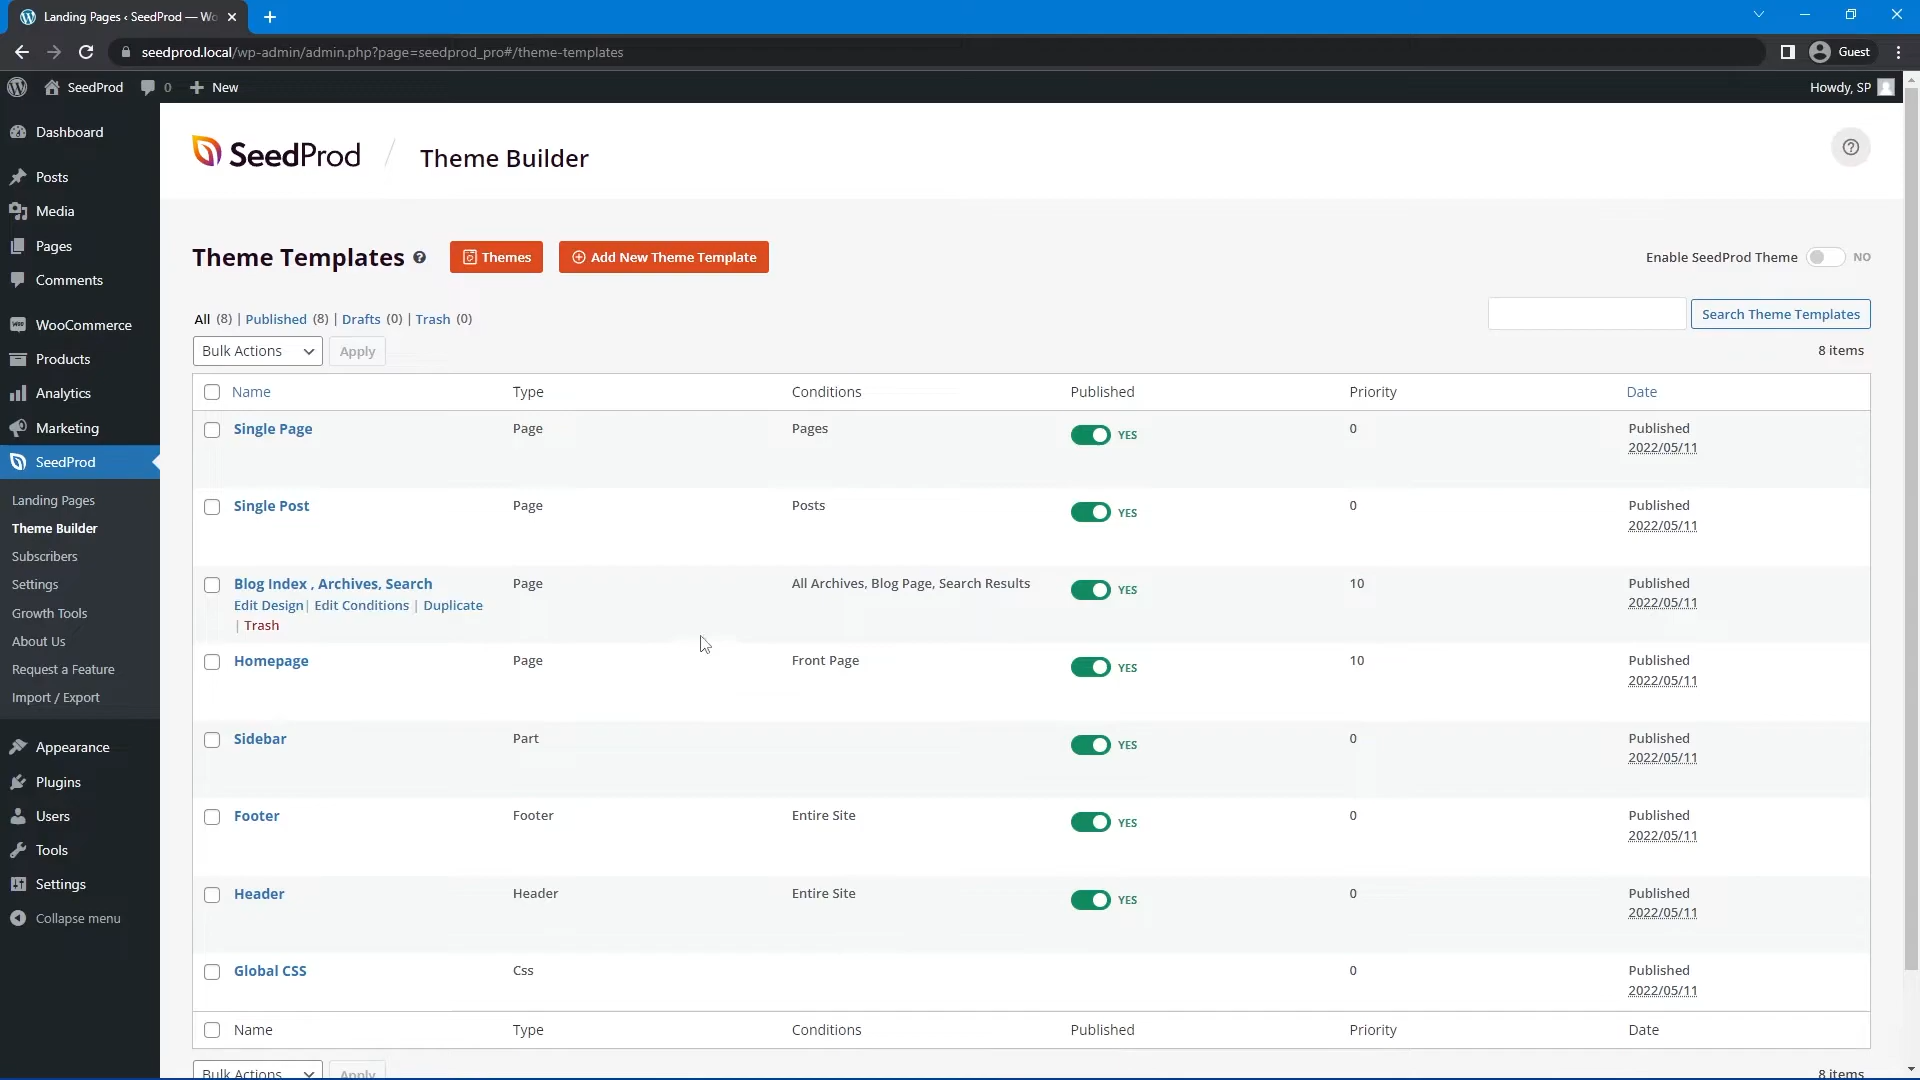 Landing Pages ‹ SeedProd — Wo
seedprod.local/wp-admin/admin.php?page=seedprod_pro#/theme-templates
Guest
SeedProd 0 New
Howdy, SP
Dashboard
Posts
Media
Pages
Comments
WooCommerce
Products
Analytics
Marketing
SeedProd
Landing Pages
Theme Builder
Subscribers
Settings
Growth Tools
About Us
Request a Feature
Import / Export
Appearance
Plugins
Users
Tools
Settings
Collapse menu
SeedProd / Theme Builder
Theme Templates Themes Add New Theme Template
Enable SeedProd Theme NO
All (8) | Published (8) | Drafts (0) | Trash (0)
Search Theme Templates
Bulk Actions Apply
8 items
Name Type Conditions Published Priority Date
Single Page Page Pages YES 0 Published
2022/05/11
Single Post Page Posts YES 0 Published
2022/05/11
Blog Index , Archives, Search Page All Archives, Blog Page, Search Results YES 10 Published
Edit Design | Edit Conditions | Duplicate 2022/05/11
| Trash
Homepage Page Front Page YES 10 Published
2022/05/11
Sidebar Part YES 0 Published
2022/05/11
Footer Footer Entire Site YES 0 Published
2022/05/11
Header Header Entire Site YES 0 Published
2022/05/11
Global CSS Css 0 Published
2022/05/11
Name Type Conditions Published Priority Date
Bulk Actions Apply
8 items